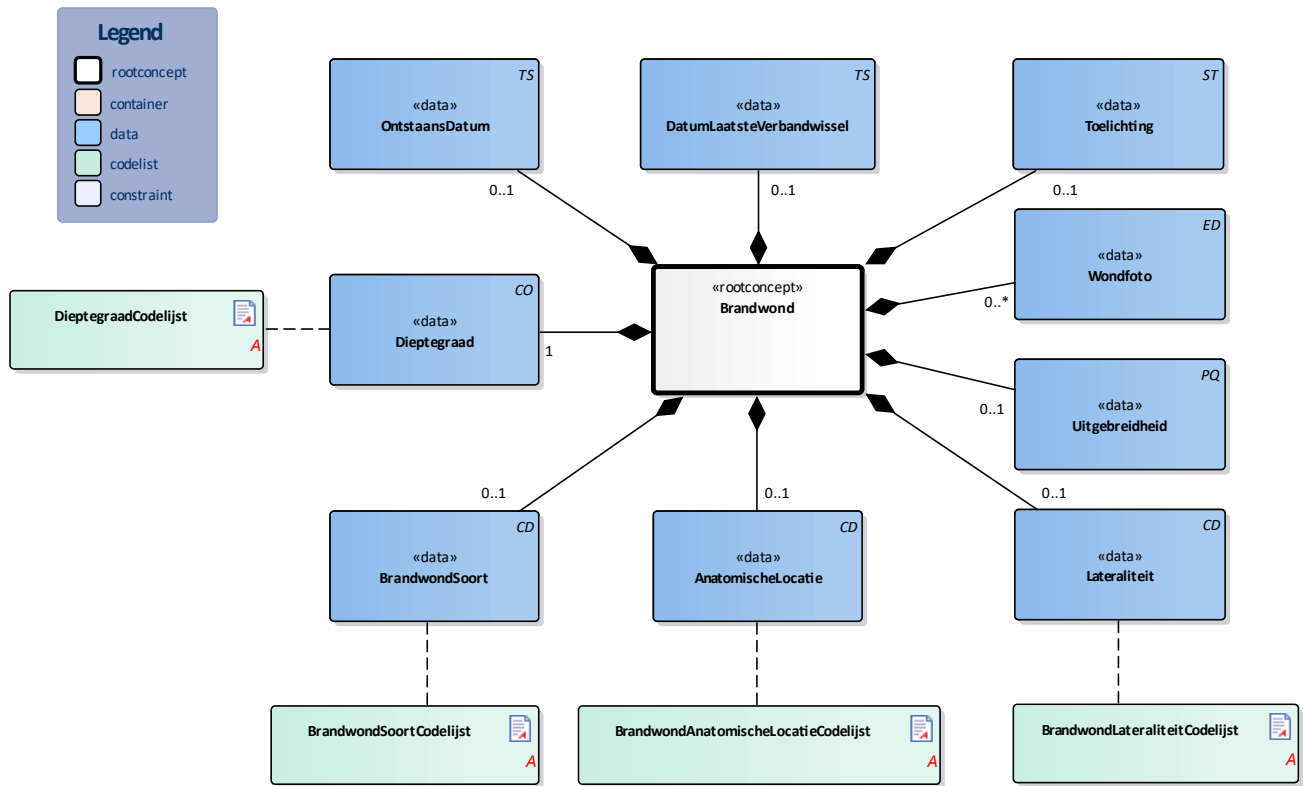 Legend
rootconcept
container
data
codelist
constraint
TS
«data»
OntstaansDatum
0..1
TS
«data»
DatumLaatsteVerbandwissel
0..1
ST
«data»
Toelichting
0..1
ED
«data»
Wondfoto
0..*
«rootconcept»
Brandwond
DieptegraadCodelijst
A
CO
«data»
Dieptegraad
1
PQ
«data»
Uitgebreidheid
0..1
0..1
CD
«data»
BrandwondSoort
0..1
CD
«data»
AnatomischeLocatie
0..1
CD
«data»
Lateraliteit
BrandwondSoortCodelijst
A
BrandwondAnatomischeLocatieCodelijst
A
BrandwondLateraliteitCodelijst
A